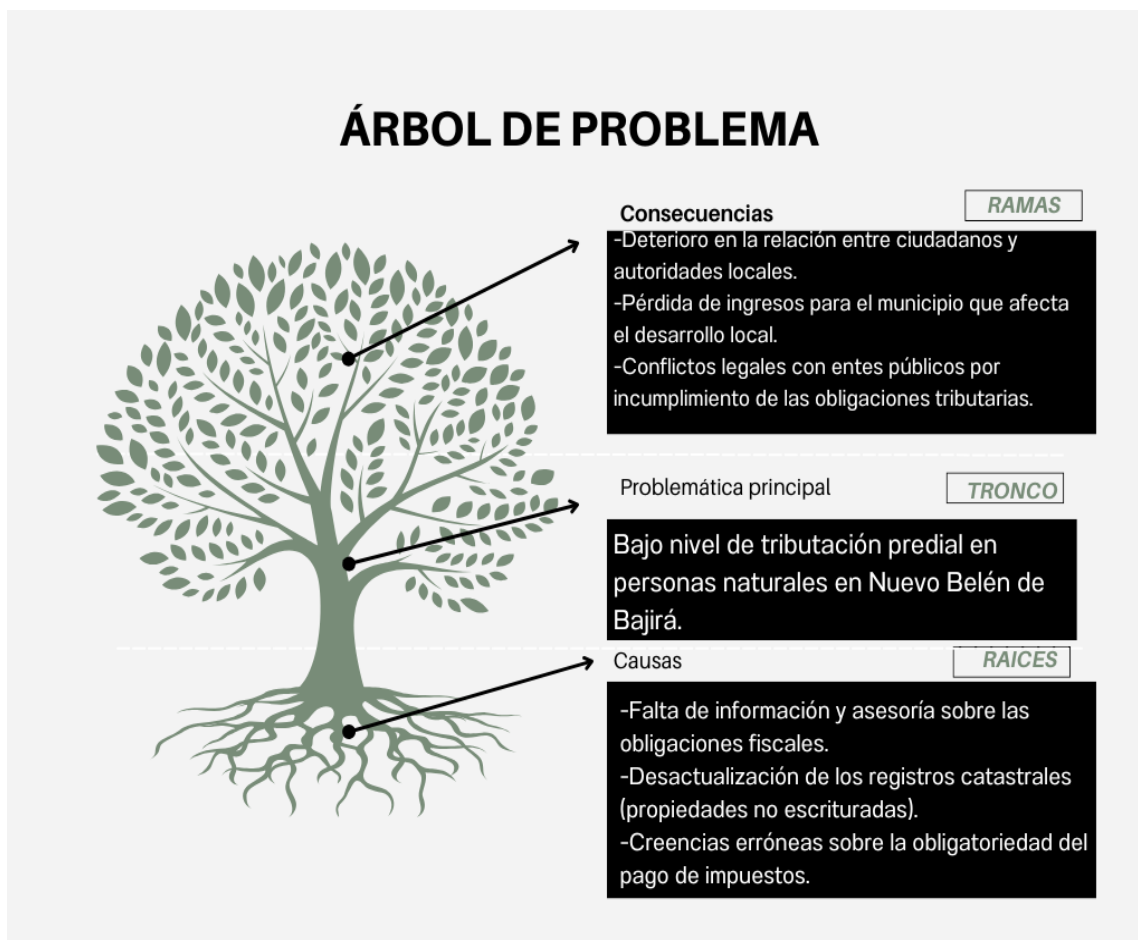 ÁRBOL DE PROBLEMA
Consecuencias
RAMAS
-Deterioro en la relación entre ciudadanos y
autoridades locales.
-Pérdida de ingresos para el municipio que afecta
el desarrollo local.
-Conflictos legales con entes públicos por
incumplimiento de las obligaciones tributarias.
Problemática principal
TRONCO
Bajo nivel de tributación predial en
personas naturales en Nuevo Belén de
Bajirá.
Causas
RAICES
-Falta de información y asesoría sobre las
obligaciones fiscales.
-Desactualización de los registros catastrales
(propiedades no escrituradas).
-Creencias erróneas sobre la obligatoriedad del
pago de impuestos.